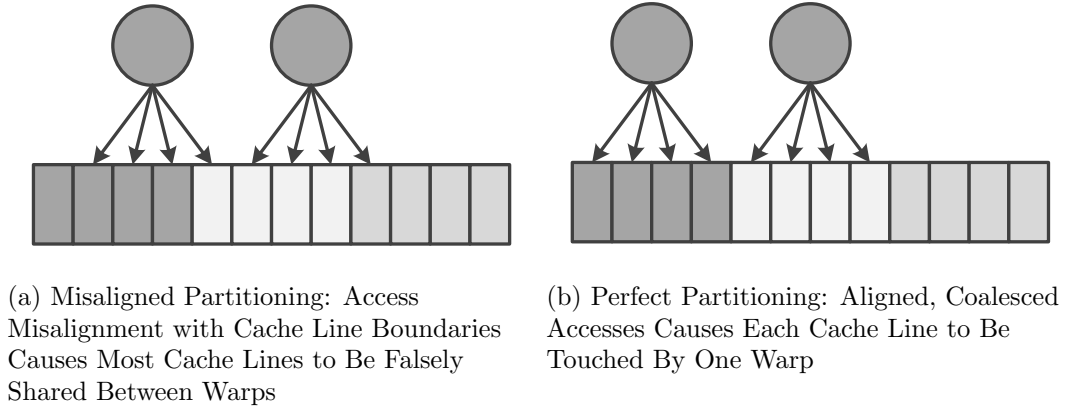 (a) Misaligned Partitioning: Access
Misalignment with Cache Line Boundaries
Causes Most Cache Lines to Be Falsely
Shared Between Warps
(b) Perfect Partitioning: Aligned, Coalesced
Accesses Causes Each Cache Line to Be
Touched By One Warp